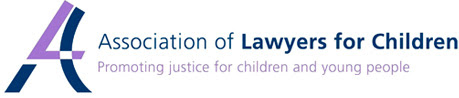 Association of Lawyers for Children
Promoting justice for children and young people